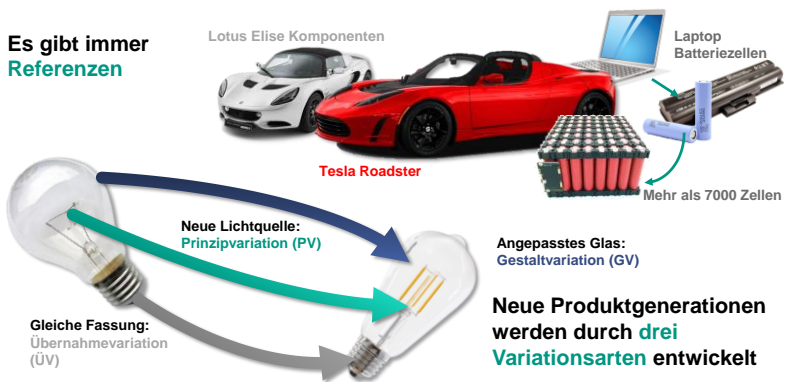 Es gibt immer
Referenzen
Lotus Elise Komponenten
Laptop
Batteriezellen
Tesla Roadster
Mehr als 7000 Zellen
Neue Lichtquelle:
Prinzipvariation (PV)
Angepasstes Glas:
Gestaltvariation (GV)
Gleiche Fassung:
Übernahmevariation
(ÜV)
Neue Produktgenerationen
werden durch drei
Variationsarten entwickelt